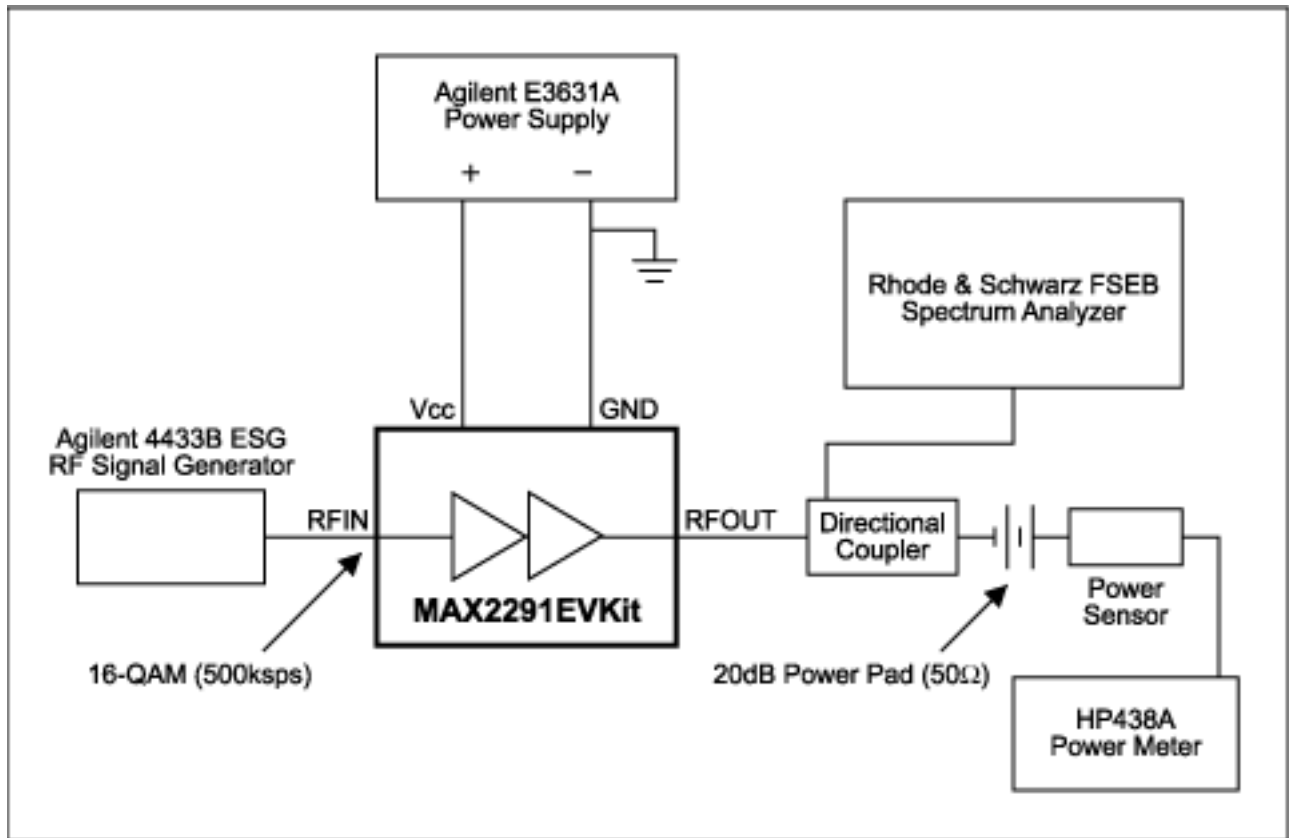 Agilent E3631A
Power Supply
+ −
Rhode & Schwarz FSEB
Spectrum Analyzer
Vcc
GND
Agilent 4433B ESG
RF Signal Generator
RFIN
RFOUT
Directional
Coupler
MAX2291EVKit
Power
Sensor
16-QAM (500ksps)
20dB Power Pad (50Ω)
HP438A
Power Meter